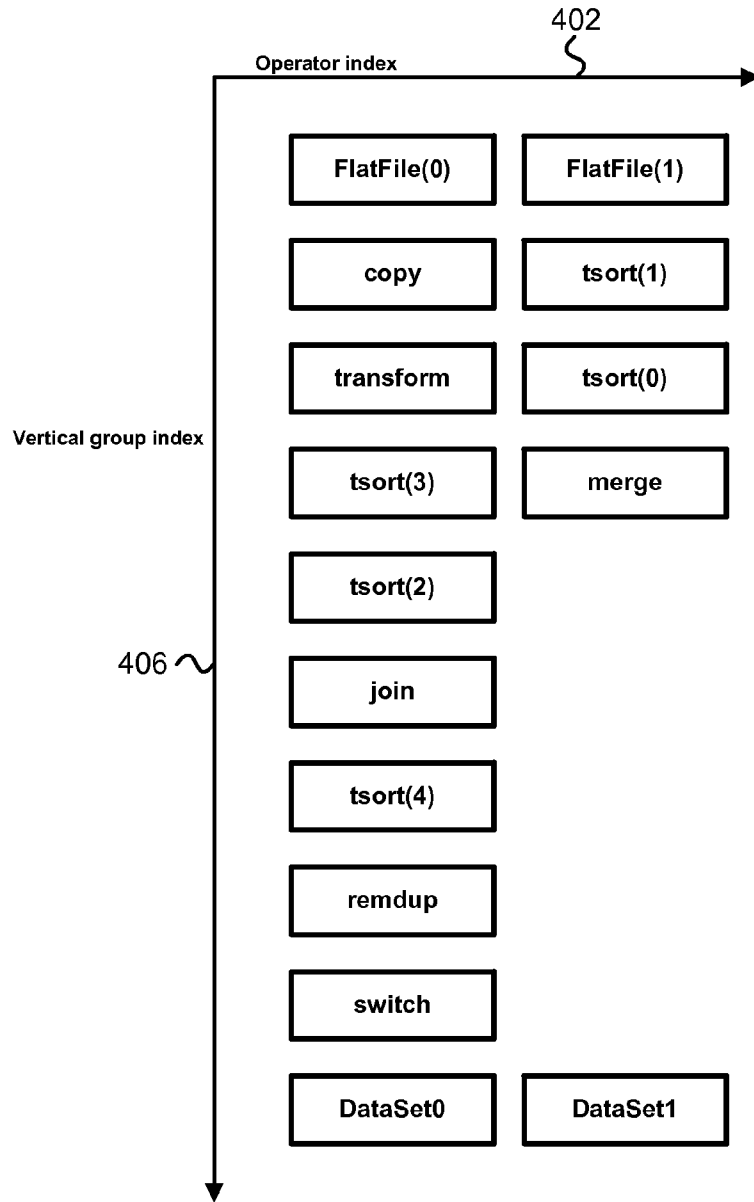 402
Operator index
FlatFile(0) FlatFile(1)
copy tsort(1)
transform tsort(0)
Vertical group index
tsort(3) merge
tsort(2)
406
join
tsort(4)
remdup
switch
DataSet0 DataSet1